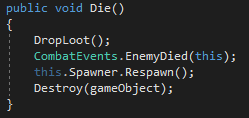 public void Die()
{
    DropLoot();
    CombatEvents.EnemyDied(this);
    this.Spawner.Respawn();
    Destroy(gameObject);
}